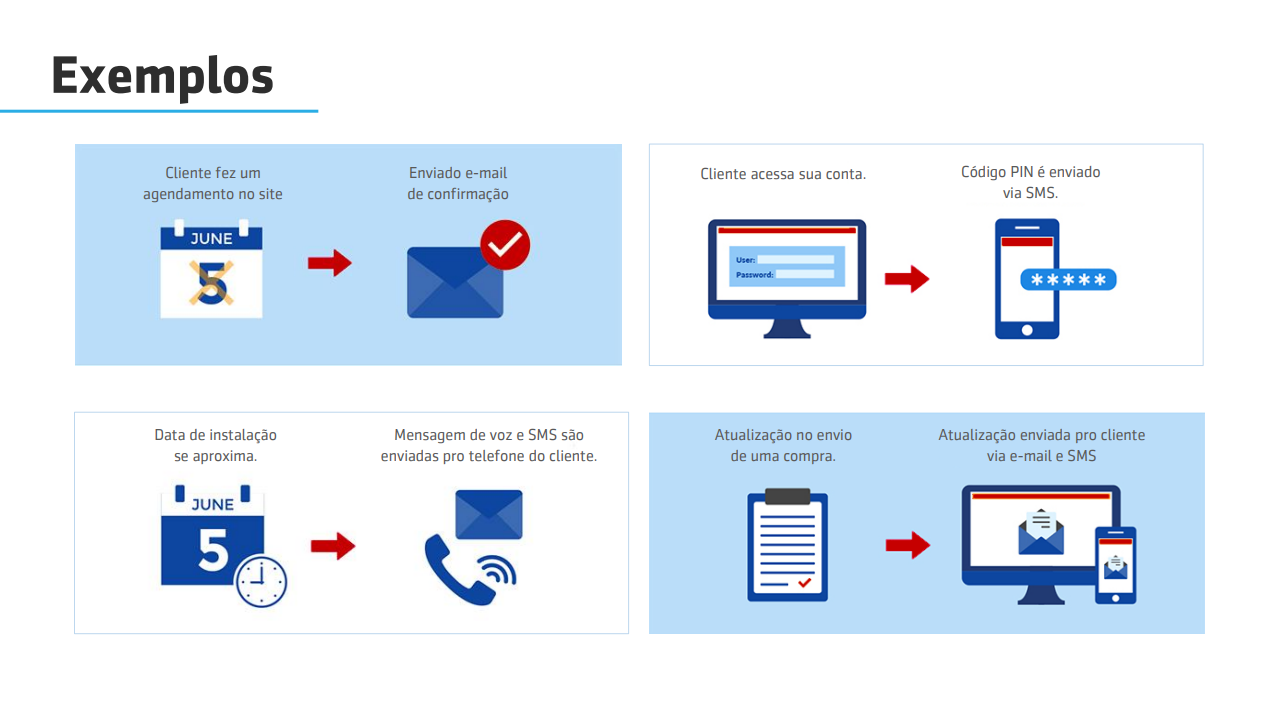 Exemplos
Cliente fez um
agendamento no site
JUNE
5
Enviado e-mail
de confirmação
Cliente acessa sua conta.
User:
Password:
Código PIN é enviado
via SMS.
*****
Data de instalação
se aproxima.
JUNE
5
Mensagem de voz e SMS são
enviadas pro telefone do cliente.
Atualização no envio
de uma compra.
Atualização enviada pro cliente
via e-mail e SMS